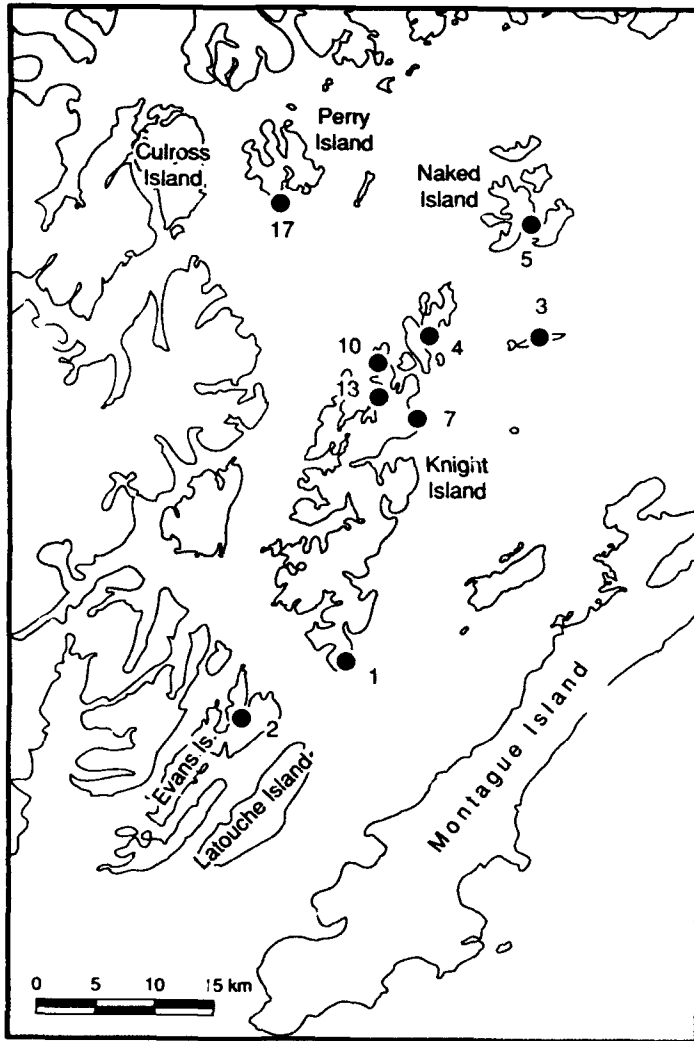 Perry
Island
Culross
Island
Naked
Island
17
5
3
10
4
13
7
Knight
Island
1
2
Evans Is.
Latouche Island
Montague Island
0 5 10 15 km